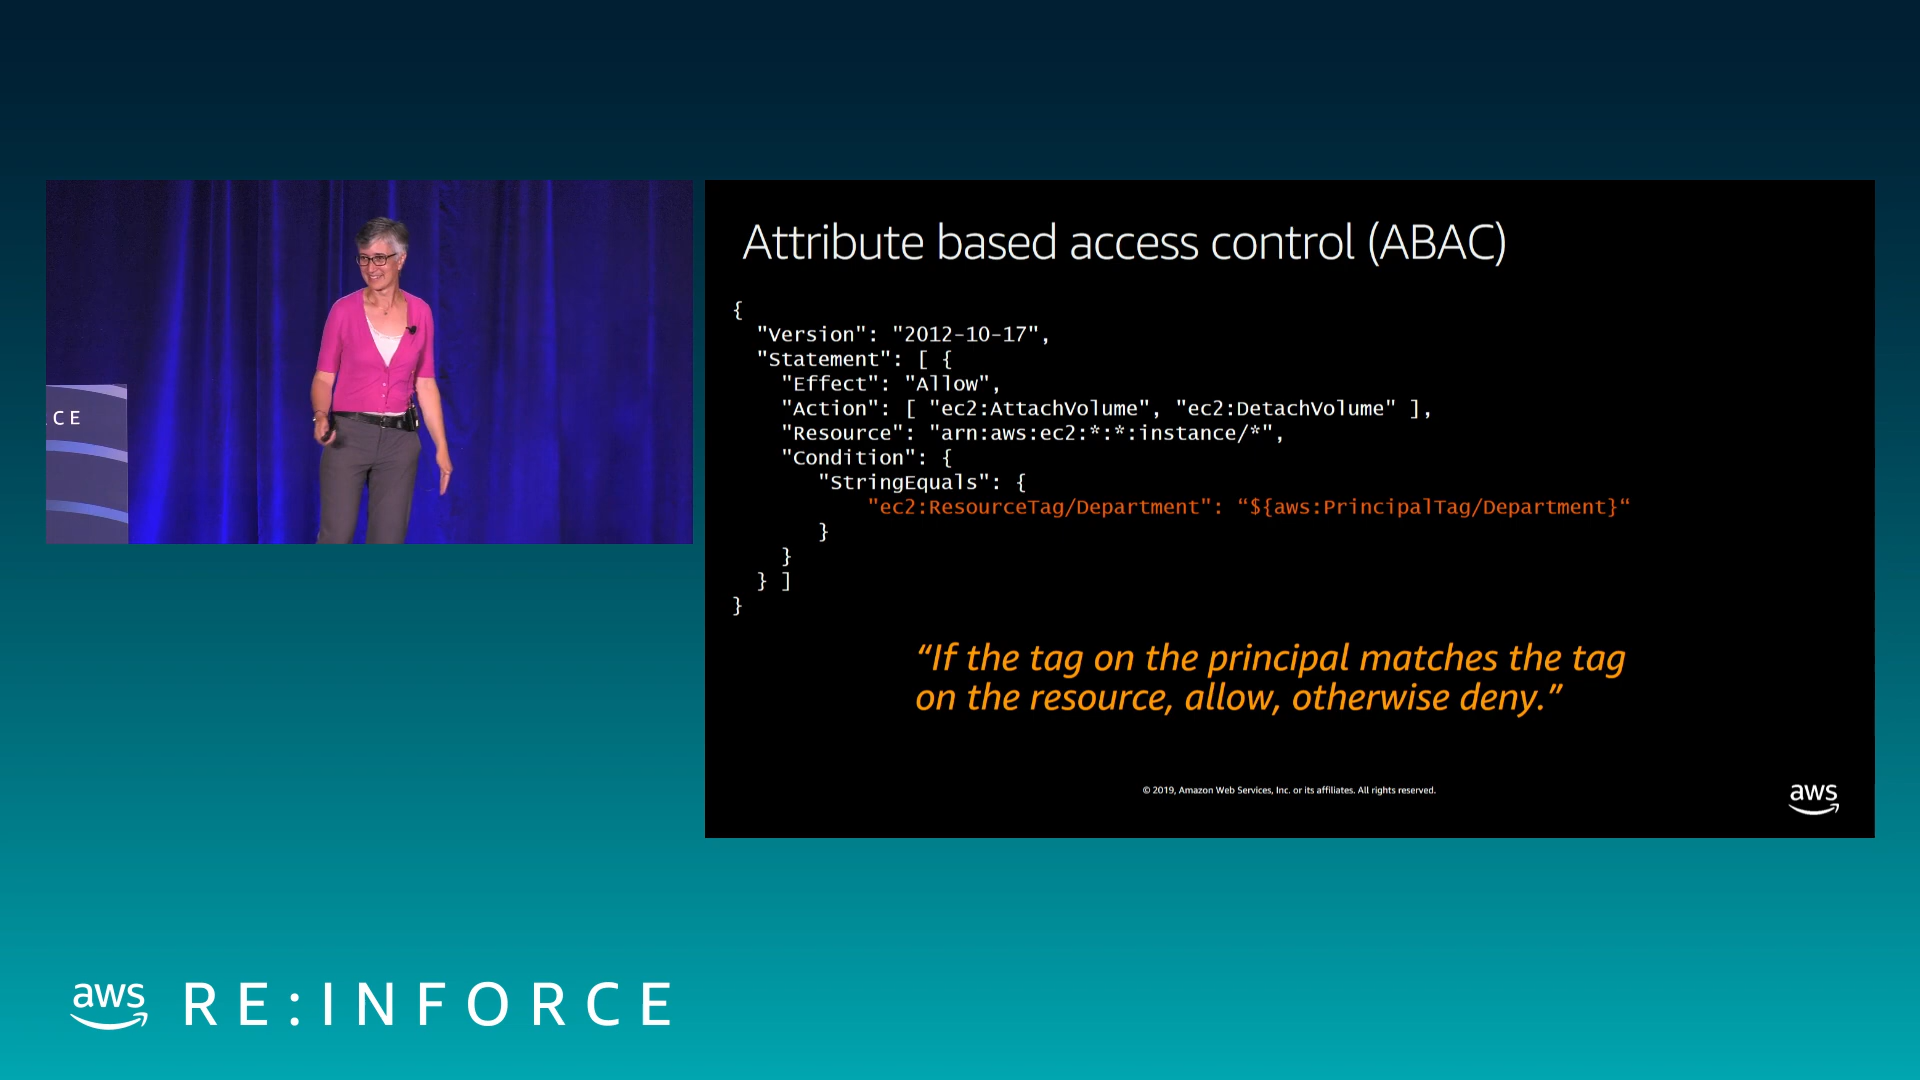 CE
Attribute based access control (ABAC)
{
"Version": "2012-10-17",
"Statement": [ {
"Effect": "Allow",
"Action": [ "ec2:AttachVolume", "ec2:DetachVolume" ],
"Resource": "arn:aws:ec2:*:*:instance/*",
"Condition": {
"StringEquals": {
"ec2:ResourceTag/Department": “${aws:PrincipalTag/Department}“
}
}
} ]
}
“If the tag on the principal matches the tag
on the resource, allow, otherwise deny.”
© 2019, Amazon Web Services, Inc. or its affiliates. All rights reserved.
aws
aws RE:INFORCE